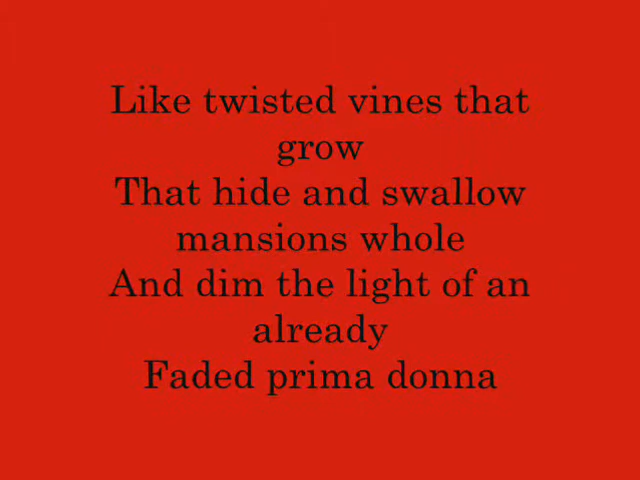 Like twisted vines that
grow
That hide and swallow
mansions whole
And dim the light of an
already
Faded prima donna